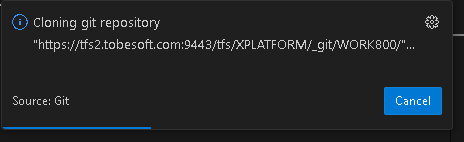 Cloning git repository
"https://tfs2.tobesoft.com:9443/tfs/XPLATFORM/_git/WORK800/"...
Source: Git
Cancel